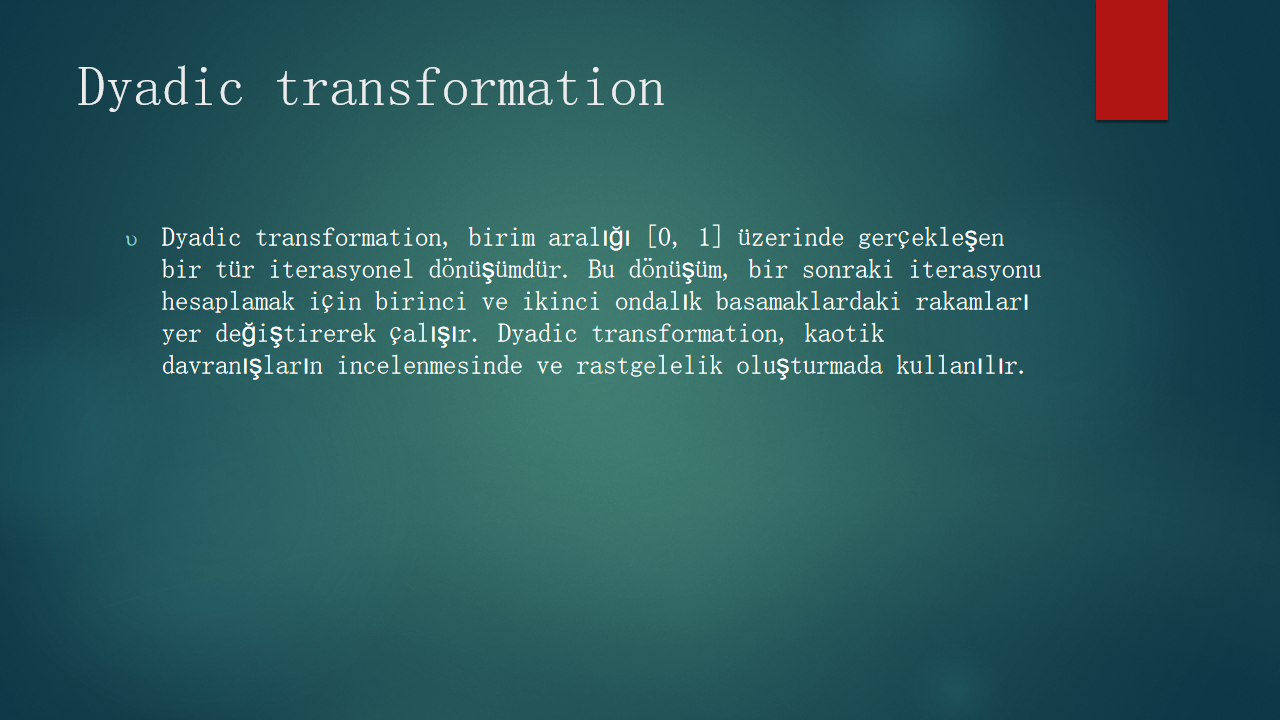 Dyadic transformation
Dyadic transformation, birim aralığı [0, 1] üzerinde gerçekleşen
bir tür iterasyonel dönüşümdür. Bu dönüşüm, bir sonraki iterasyonu
hesaplamak için birinci ve ikinci ondalık basamaklardaki rakamları
yer değiştirerek çalışır. Dyadic transformation, kaotik
davranışların incelenmesinde ve rastgelelik oluşturmada kullanılır.